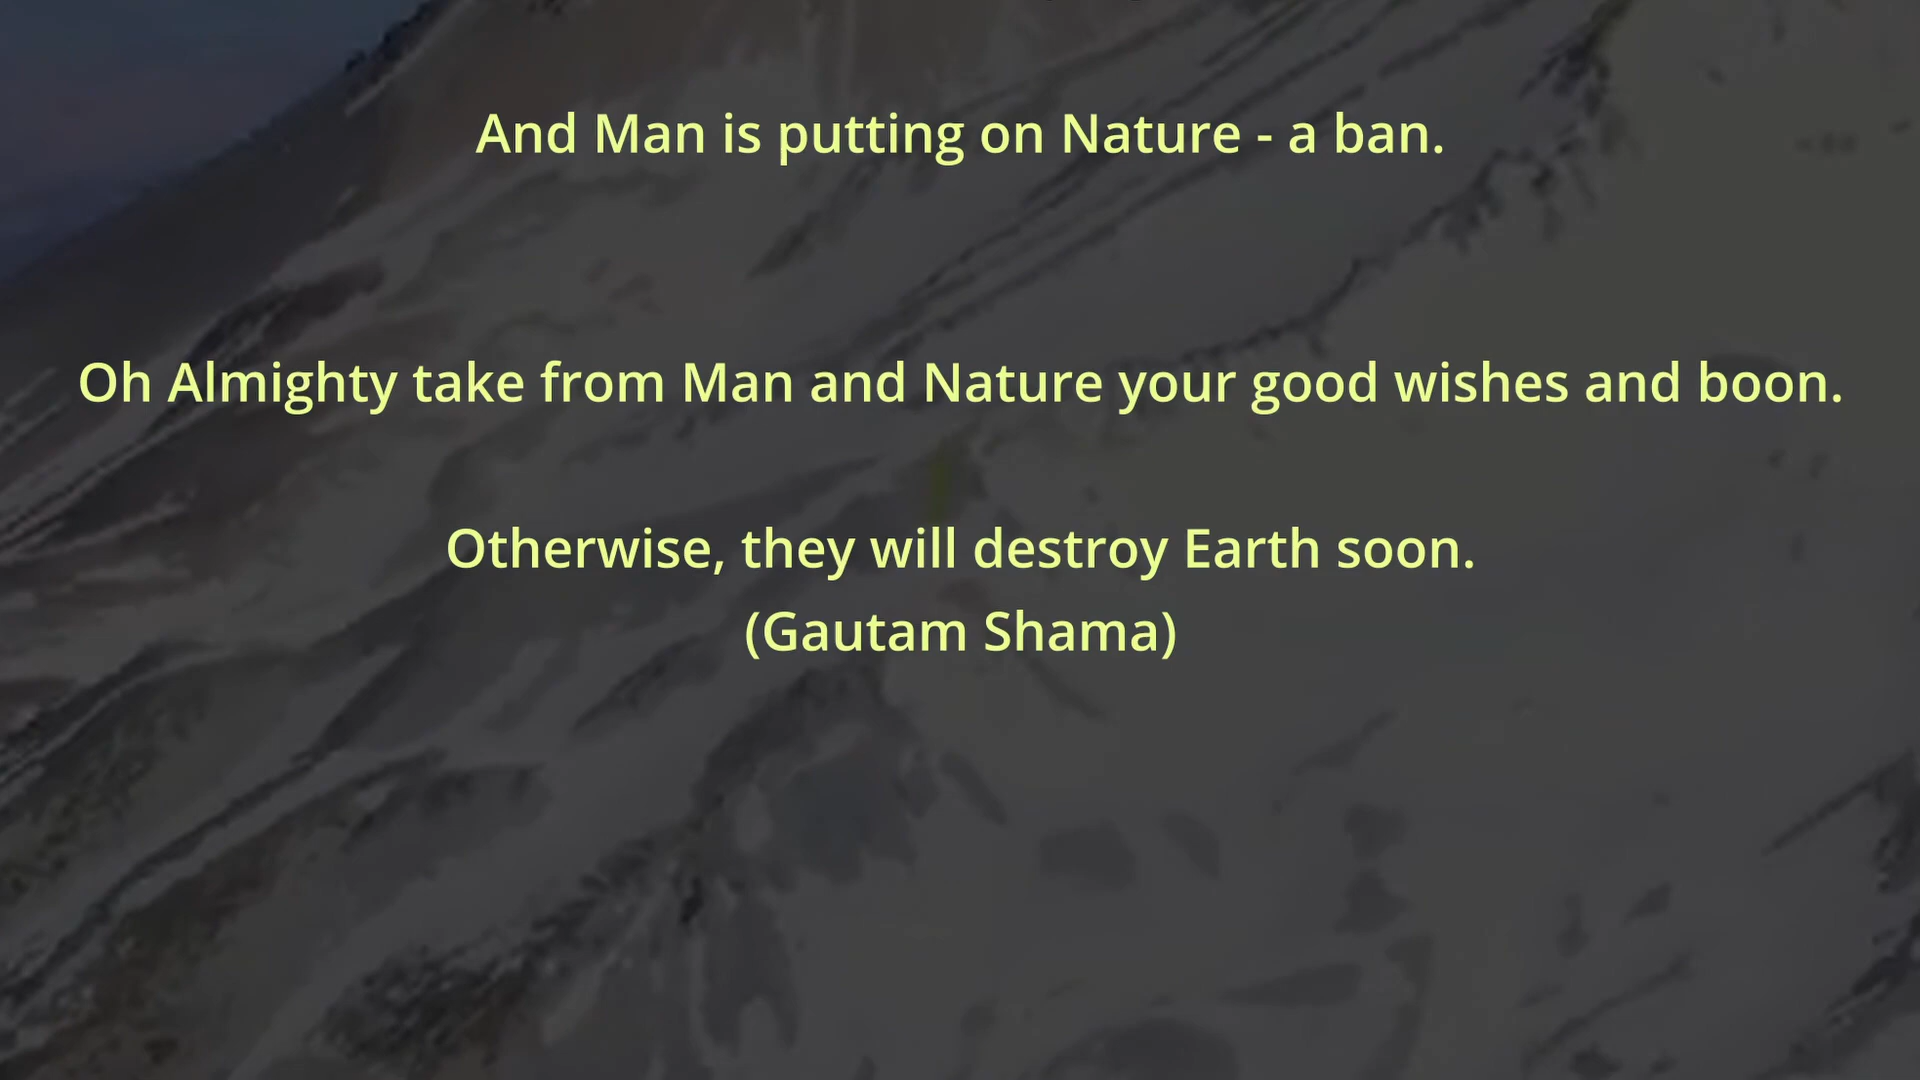 And Man is putting on Nature - a ban.
Oh Almighty take from Man and Nature your good wishes and boon.
Otherwise, they will destroy Earth soon.
(Gautam Shama)